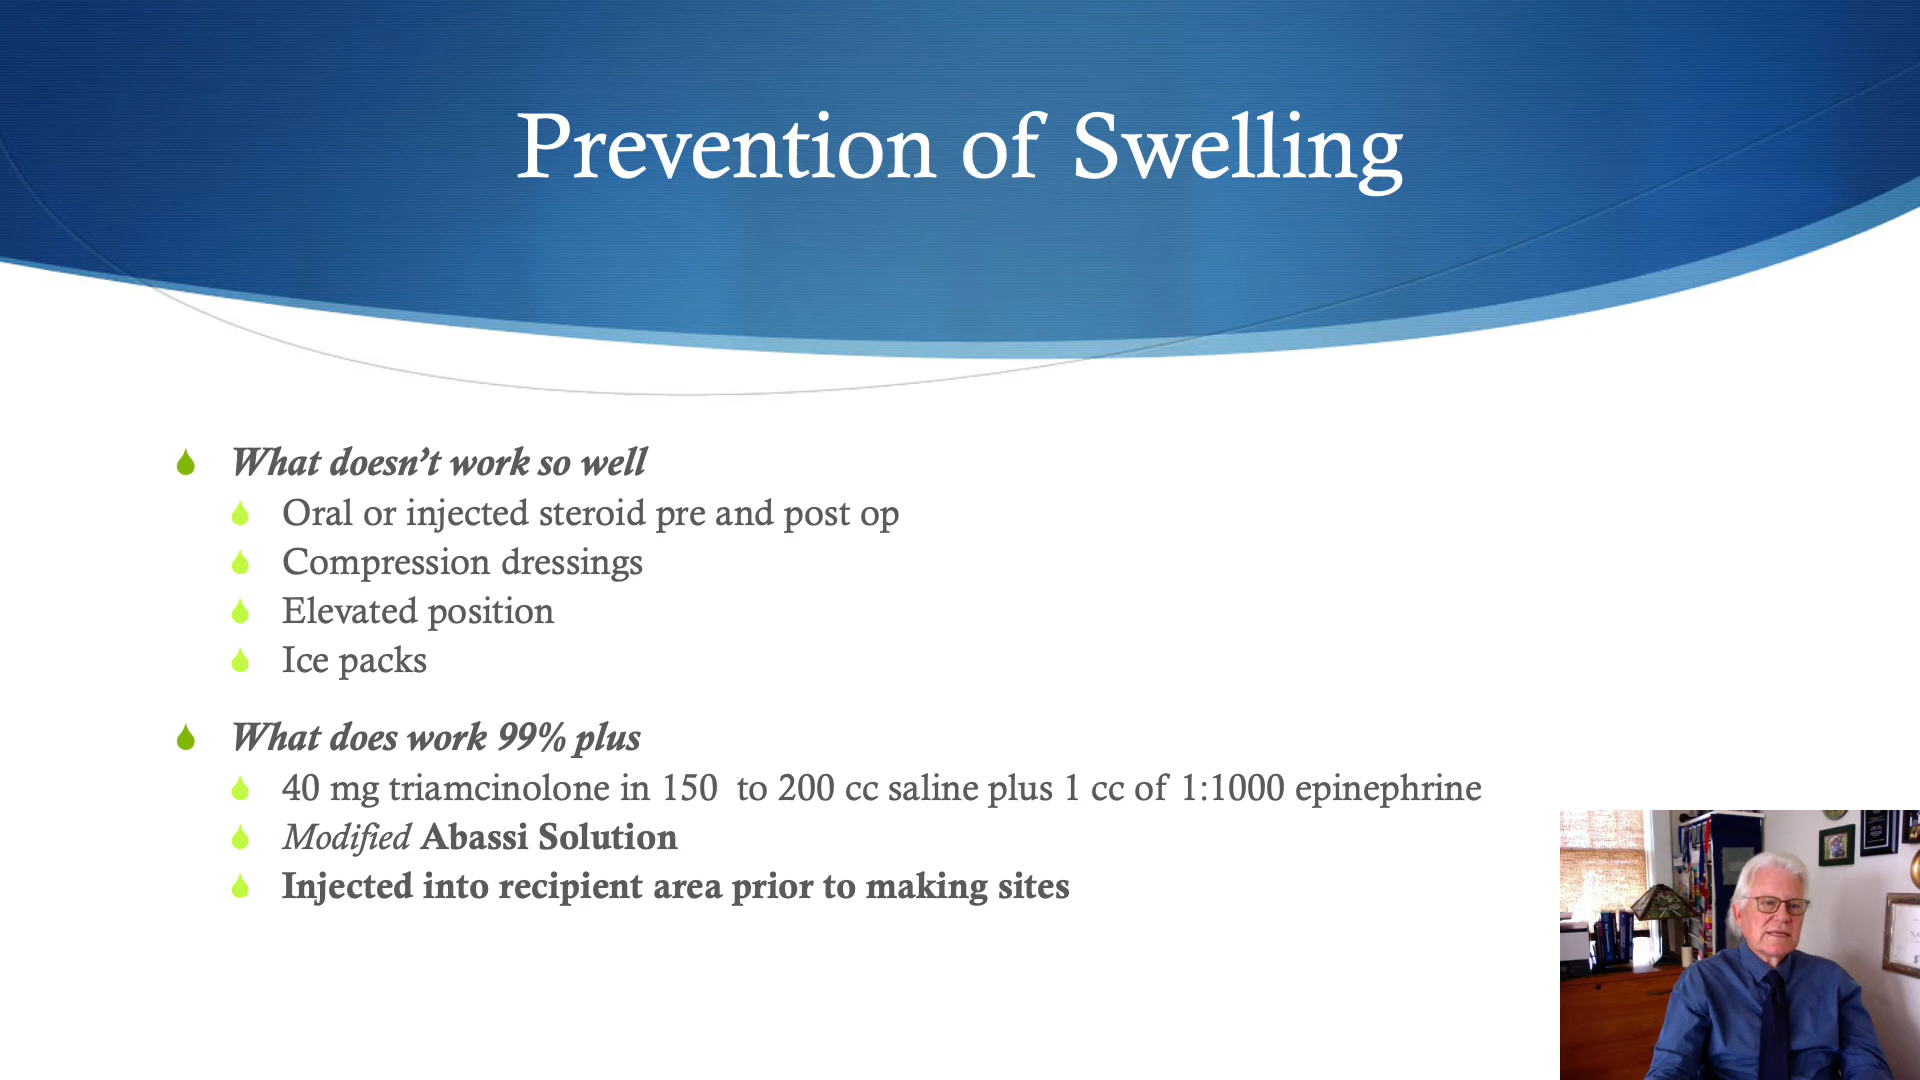 Prevention of Swelling
What doesn't work so well
Oral or injected steroid pre and post op
Compression dressings
Elevated position
Ice packs
What does work 99% plus
40 mg triamcinolone in 150  to 200 cc saline plus 1 cc of 1:1000 epinephrine
Modified Abassi Solution
Injected into recipient area prior to making sites